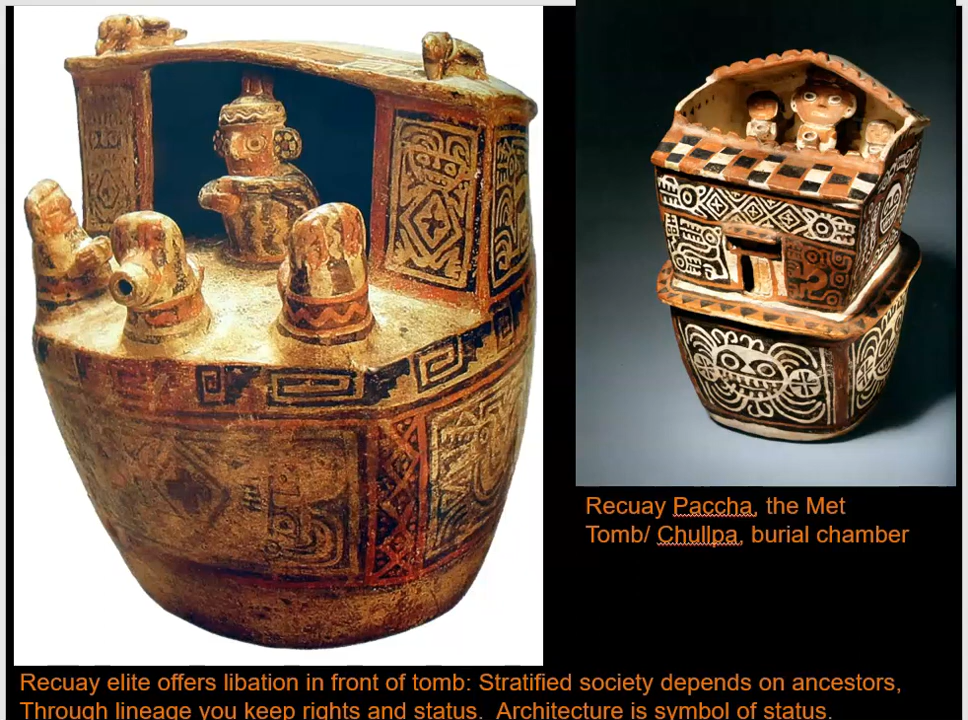 Recuay Paccha, the Met
Tomb/ Chullpa, burial chamber
Recuay elite offers libation in front of tomb: Stratified society depends on ancestors,
Through lineage you keep rights and status.  Architecture is symbol of status.